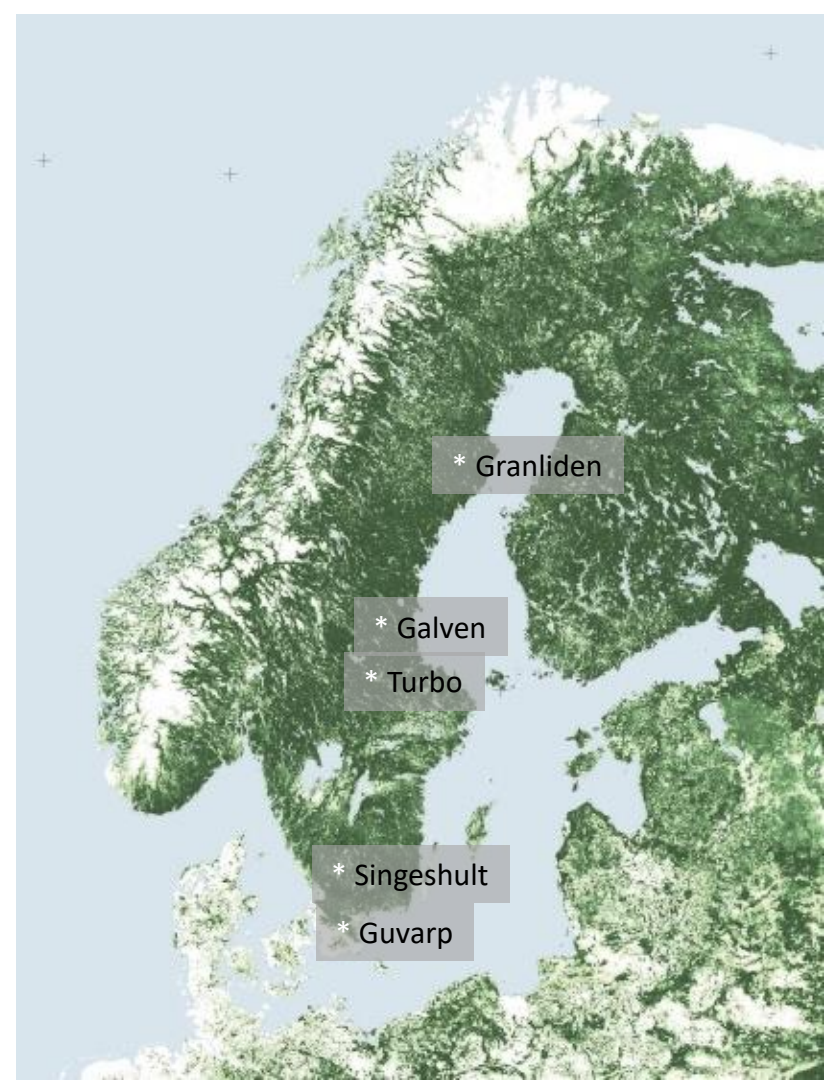 * Granliden
* Galven
* Turbo
* Singeshult
* Guvarp